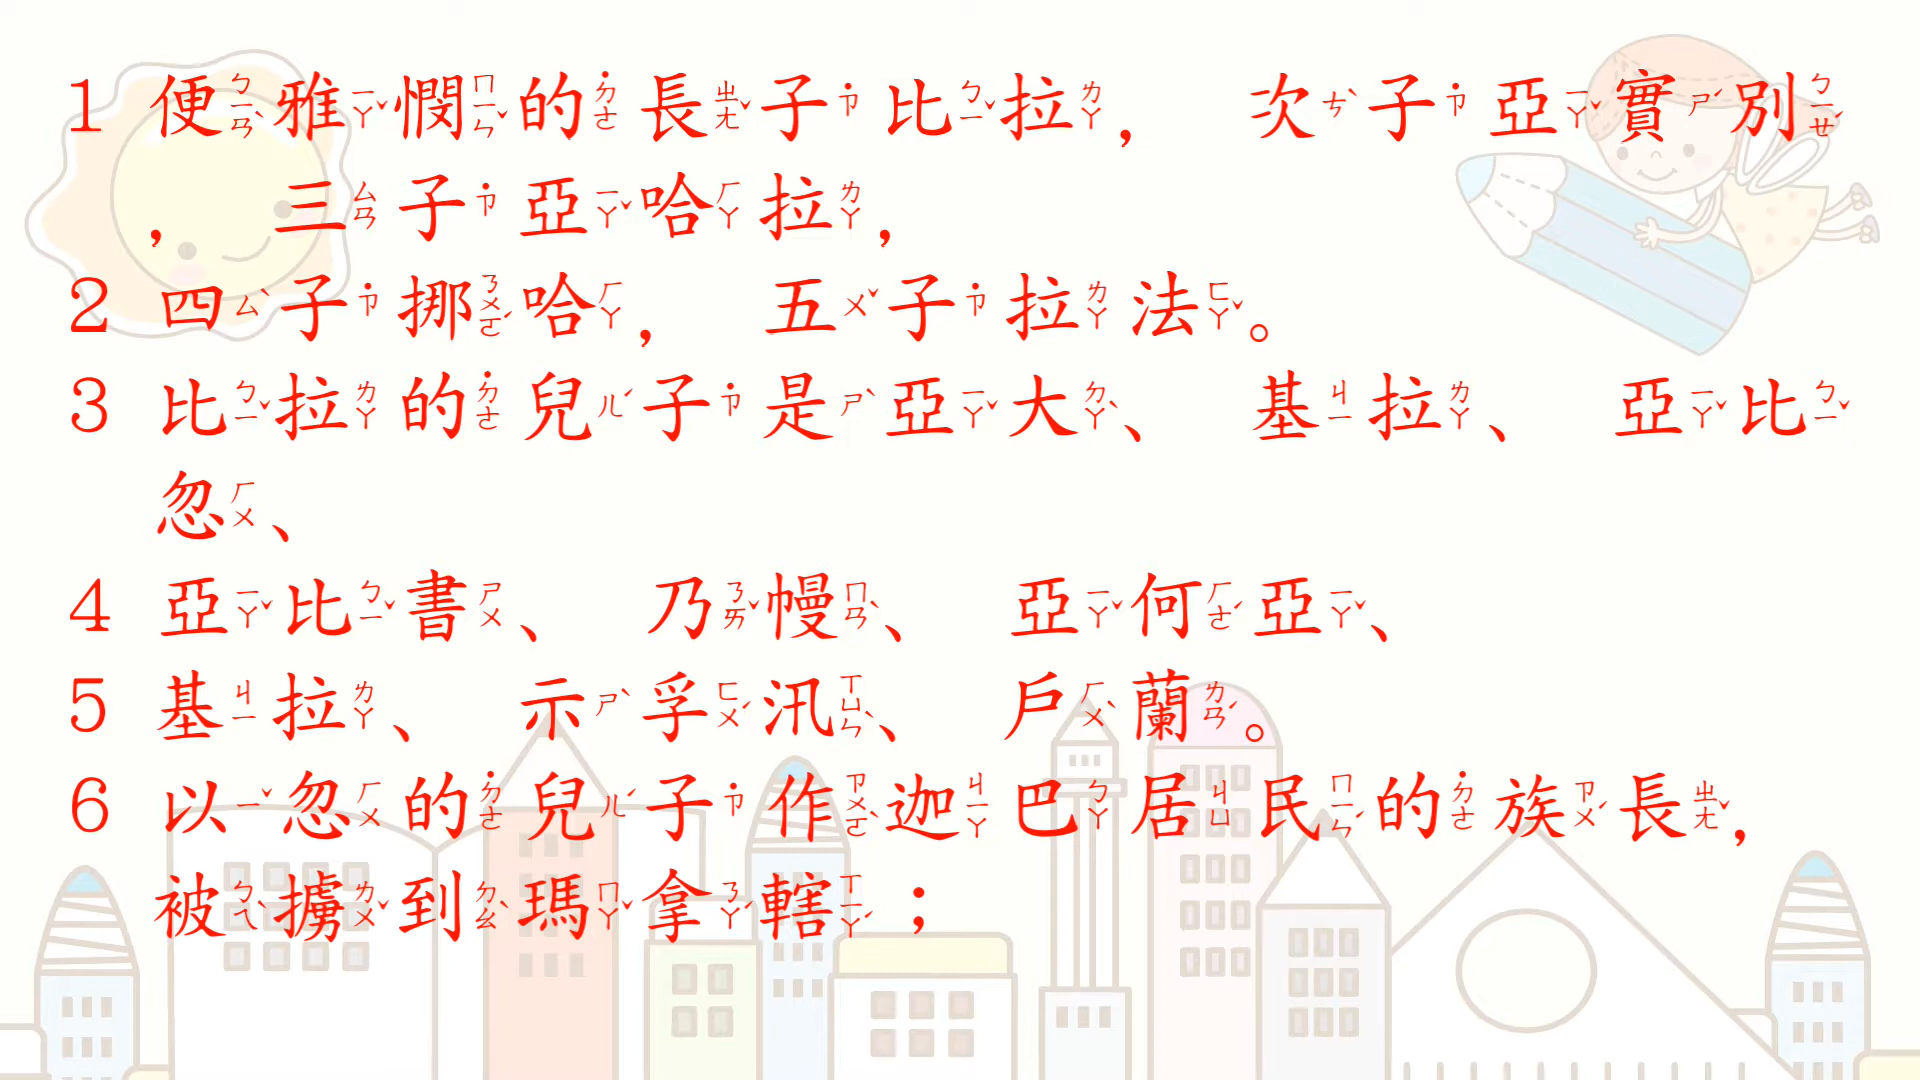 1 便雅憫的長子比拉， 次子亞實別
， 三子亞哈拉，
2 四子挪哈， 五子拉法。
3 比拉的兒子是亞大、 基拉、 亞比
忽、
4 亞比書、 乃幔、 亞何亞、
5 基拉、 示孚汛、 戶蘭。
6 以忽的兒子作迦巴居民的族長，
被擄到瑪拿轄；